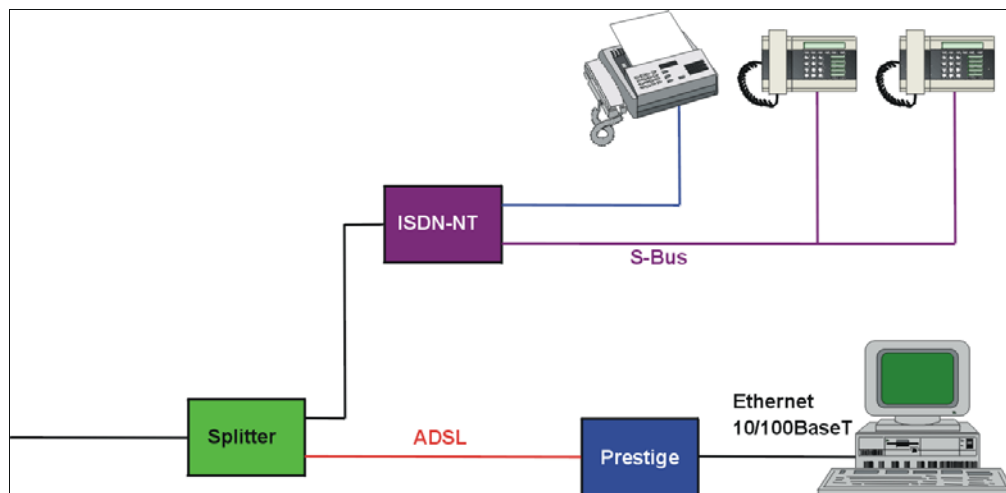 ISDN-NT
S-Bus
Splitter
ADSL
Prestige
Ethernet
10/100BaseT